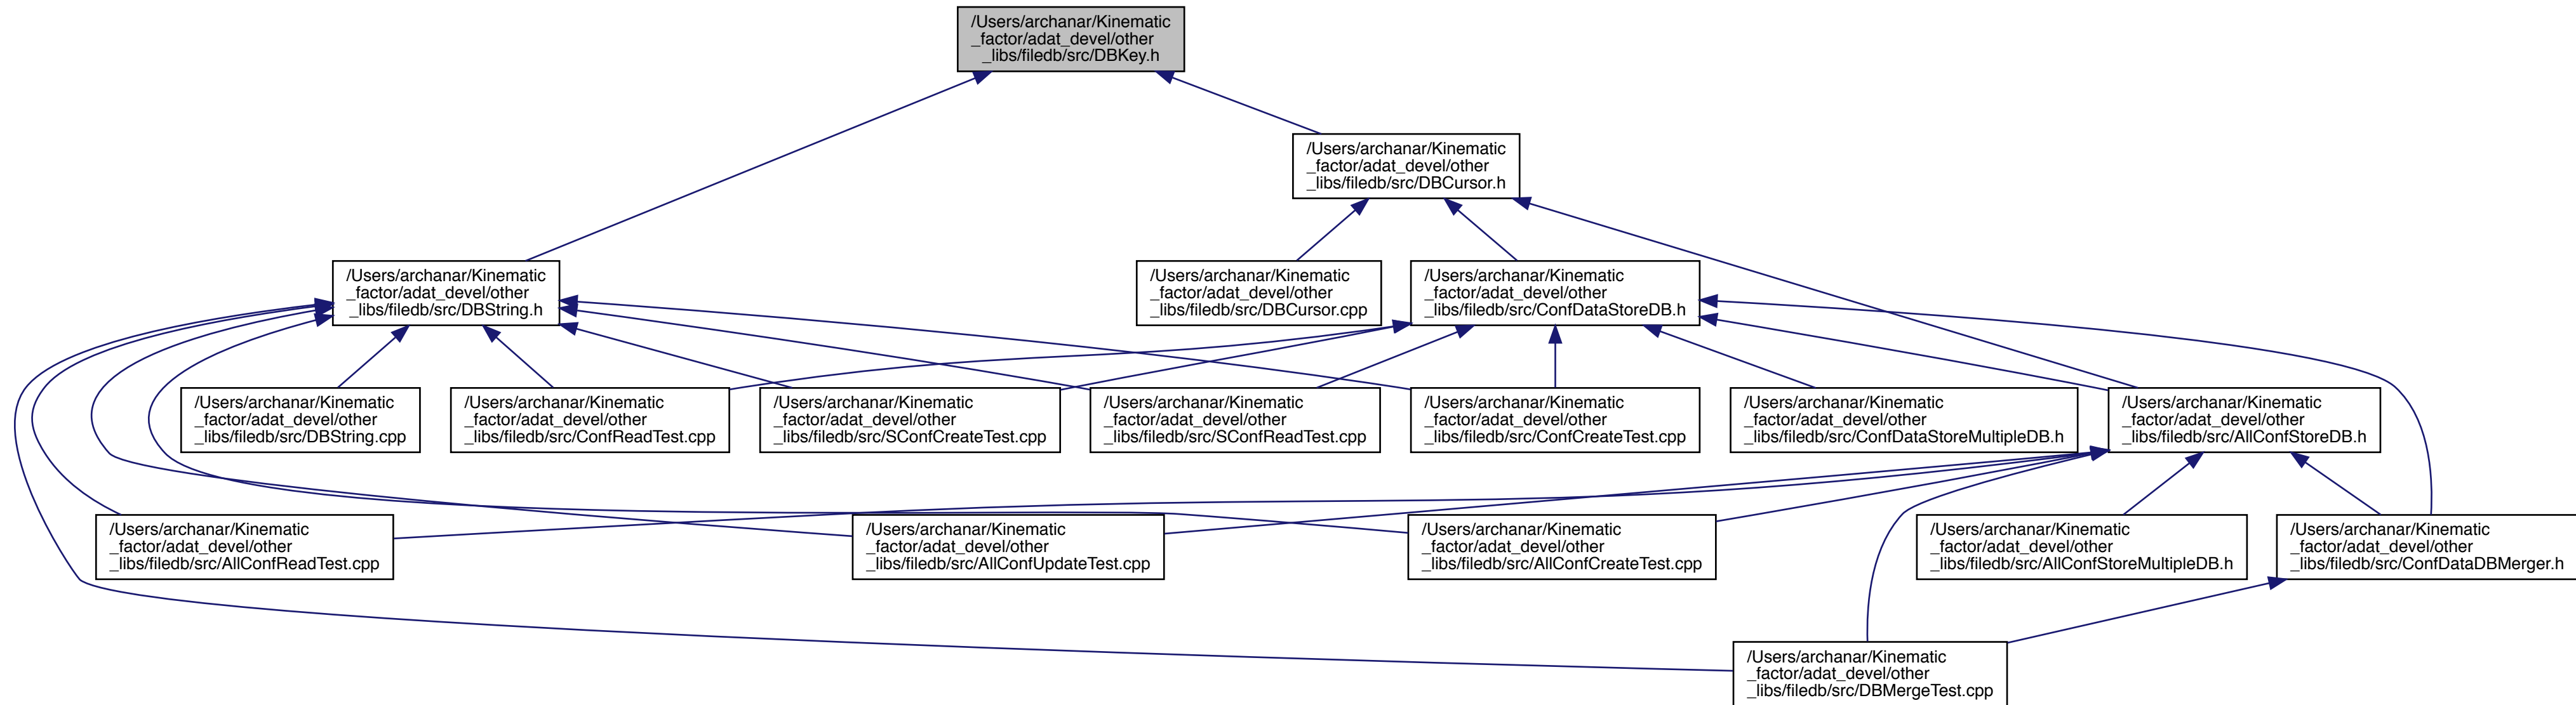 /Users/archanar/Kinematic
_factor/adat_devel/other
_libs/filedb/src/DBKey.h
/Users/archanar/Kinematic
_factor/adat_devel/other
_libs/filedb/src/DBCursor.h
/Users/archanar/Kinematic
_factor/adat_devel/other
_libs/filedb/src/DBString.h
/Users/archanar/Kinematic
_factor/adat_devel/other
_libs/filedb/src/DBCursor.cpp
/Users/archanar/Kinematic
_factor/adat_devel/other
_libs/filedb/src/ConfDataStoreDB.h
/Users/archanar/Kinematic
_factor/adat_devel/other
_libs/filedb/src/DBString.cpp
/Users/archanar/Kinematic
_factor/adat_devel/other
_libs/filedb/src/ConfReadTest.cpp
/Users/archanar/Kinematic
_factor/adat_devel/other
_libs/filedb/src/SConfCreateTest.cpp
/Users/archanar/Kinematic
_factor/adat_devel/other
_libs/filedb/src/SConfReadTest.cpp
/Users/archanar/Kinematic
_factor/adat_devel/other
_libs/filedb/src/ConfCreateTest.cpp
/Users/archanar/Kinematic
_factor/adat_devel/other
_libs/filedb/src/ConfDataStoreMultipleDB.h
/Users/archanar/Kinematic
_factor/adat_devel/other
_libs/filedb/src/AllConfStoreDB.h
/Users/archanar/Kinematic
_factor/adat_devel/other
_libs/filedb/src/AllConfReadTest.cpp
/Users/archanar/Kinematic
_factor/adat_devel/other
_libs/filedb/src/AllConfUpdateTest.cpp
/Users/archanar/Kinematic
_factor/adat_devel/other
_libs/filedb/src/AllConfCreateTest.cpp
/Users/archanar/Kinematic
_factor/adat_devel/other
_libs/filedb/src/AllConfStoreMultipleDB.h
/Users/archanar/Kinematic
_factor/adat_devel/other
_libs/filedb/src/ConfDataDBMerger.h
/Users/archanar/Kinematic
_factor/adat_devel/other
_libs/filedb/src/DBMergeTest.cpp